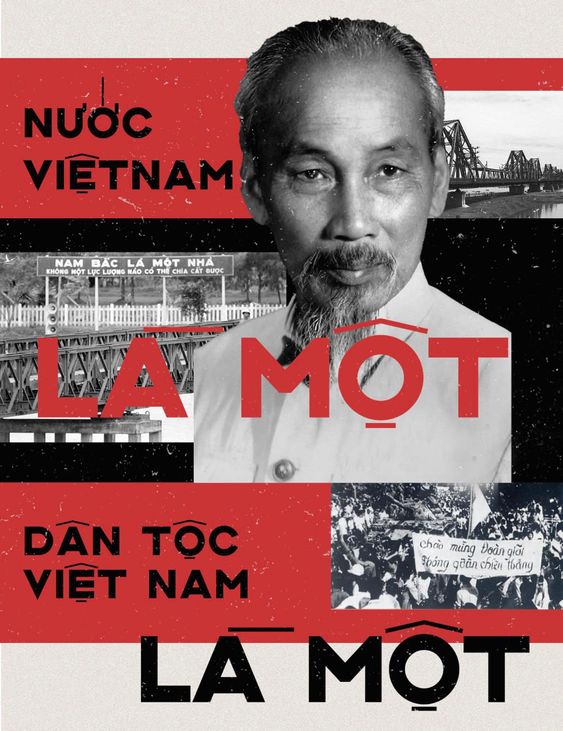 NƯỚC
VIỆTNAM
NAM BẮC LÀ MỘT NHÀ
KHÔNG MỘT LỰC LƯỢNG NÀO CÓ THỂ CHIA CẮT ĐƯỢC
LÀ MỘT
DÂN TỘC
VIỆT NAM
Chào mừng Đoàn giải
phóng quân chiến thắng
LÀ MỘT